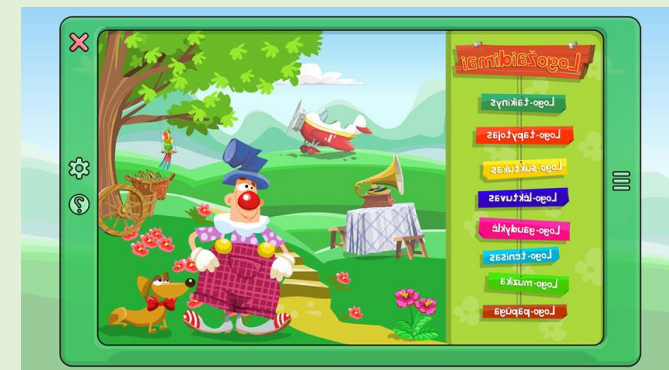 Logožaidimai
Logo-taikinys
Logo-tapytojas
Logo-suktukas
Logo-lėktuvas
Logo-gaudyklė
Logo-tenisas
Logo-muzika
Logo-papūga